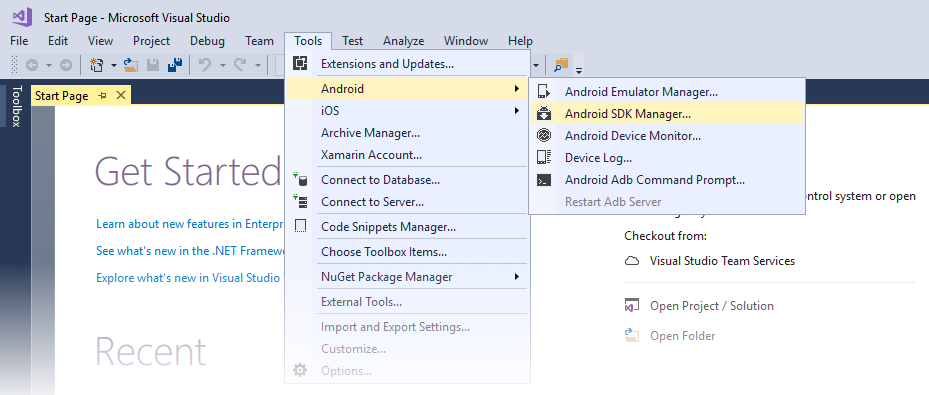 Start Page - Microsoft Visual Studio
File Edit View Project Debug Team Tools Test Analyze Window Help
Toolbox
Start Page
Extensions and Updates...
Android
iOS
Archive Manager...
Xamarin Account...
Connect to Database...
Connect to Server...
Code Snippets Manager...
Choose Toolbox Items...
NuGet Package Manager
External Tools...
Import and Export Settings...
Customize...
Options...
Android Emulator Manager...
Android SDK Manager...
Android Device Monitor...
Device Log...
Android Adb Command Prompt...
Restart Adb Server
Get Started
Learn about new features in Enterp
See what's new in the .NET Framew
Explore what's new in Visual Studio T
Recent
control system or open
Checkout from:
Visual Studio Team Services
Open Project / Solution
Open Folder